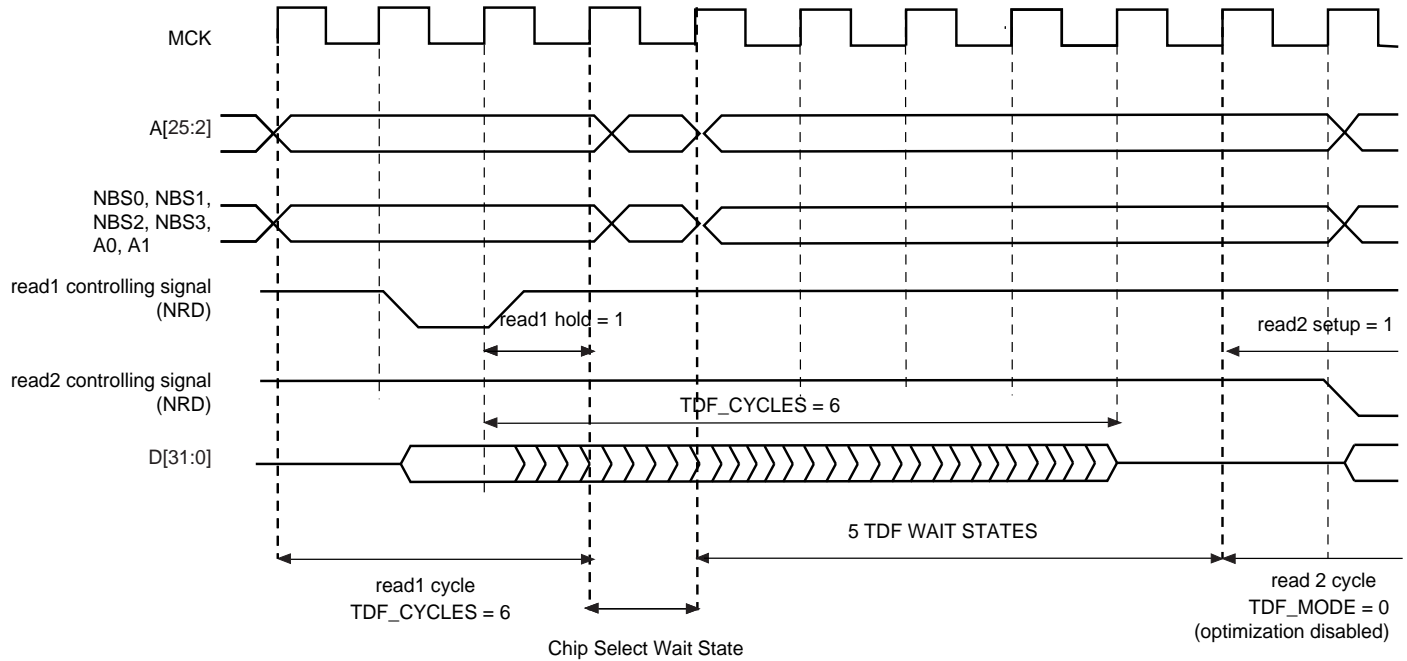 MCK
A[25:2]
NBS0, NBS1,
NBS2, NBS3,
A0, A1
read1 controlling signal
(NRD)
read1 hold = 1
read2 setup = 1
read2 controlling signal
(NRD)
TDF_CYCLES = 6
D[31:0]
5 TDF WAIT STATES
read1 cycle
TDF_CYCLES = 6
Chip Select Wait State
read 2 cycle
TDF_MODE = 0
(optimization disabled)